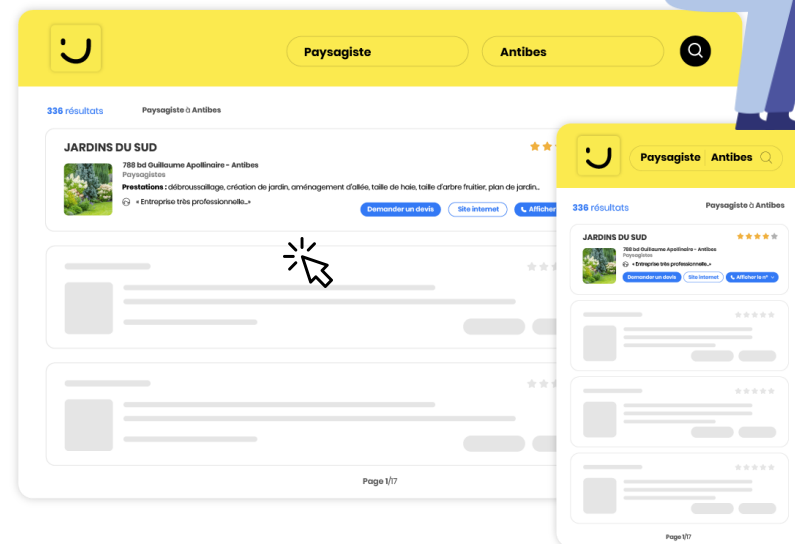 Paysagiste
Antibes
336 résultats
Paysagiste à Antibes
JARDINS DU SUD
788 bd Guillaume Apollinaire - Antibes
Paysagistes
Prestations : débroussaillage, création de jardin, aménagement d'allée, taille de haie, taille d'arbre fruitier, plan de jardin..
« Entreprise très professionnelle..»
Demander un devis
Site internet
Afficher
Page 1/17
Paysagiste
Antibes
336 résultats
Paysagiste à Antibes
JARDINS DU SUD
788 bd Guillaume Apollinaire - Antibes
Paysagistes
« Entreprise très professionnelle..»
Demander un devis
Site internet
Afficher le n°
Page 1/17